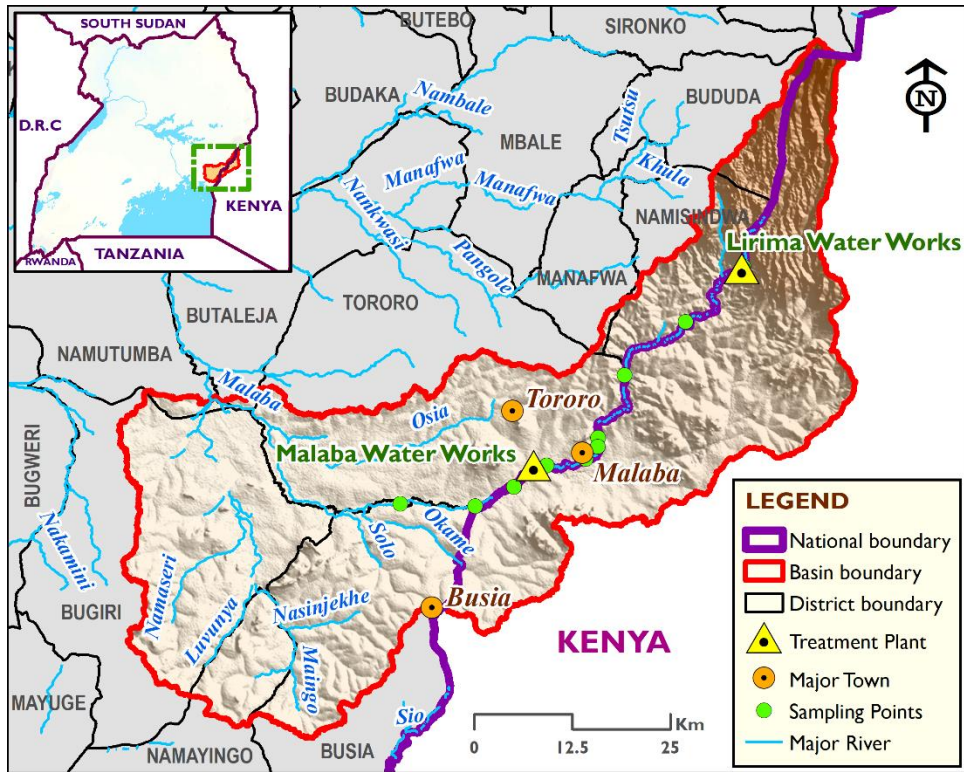 SOUTH SUDAN
D.R.C
KENYA
TANZANIA
RWANDA
BUTEBO
SIRONKO
BUDAKA
Nambale
Tsutsu
BUDUDA
MBALE
Manafwa
Manafwa
Khula
Nankwasi
NAMISINDWA
Pangole
Lirima Water Works
MANAFWA
TORORO
BUTALEJA
NAMUTUMBA
Malaba
Osia
Tororo
Malaba Water Works
Malaba
BUGWERI
Nakamini
Okame
Solo
Namaseri
Luvunya
Nasinjekhe
Busia
BUGIRI
Maingo
KENYA
MAYUGE
Sio
BUSIA
NAMAYINGO
Km
0 12.5 25
N
LEGEND
National boundary
Basin boundary
District boundary
Treatment Plant
Major Town
Sampling Points
Major River